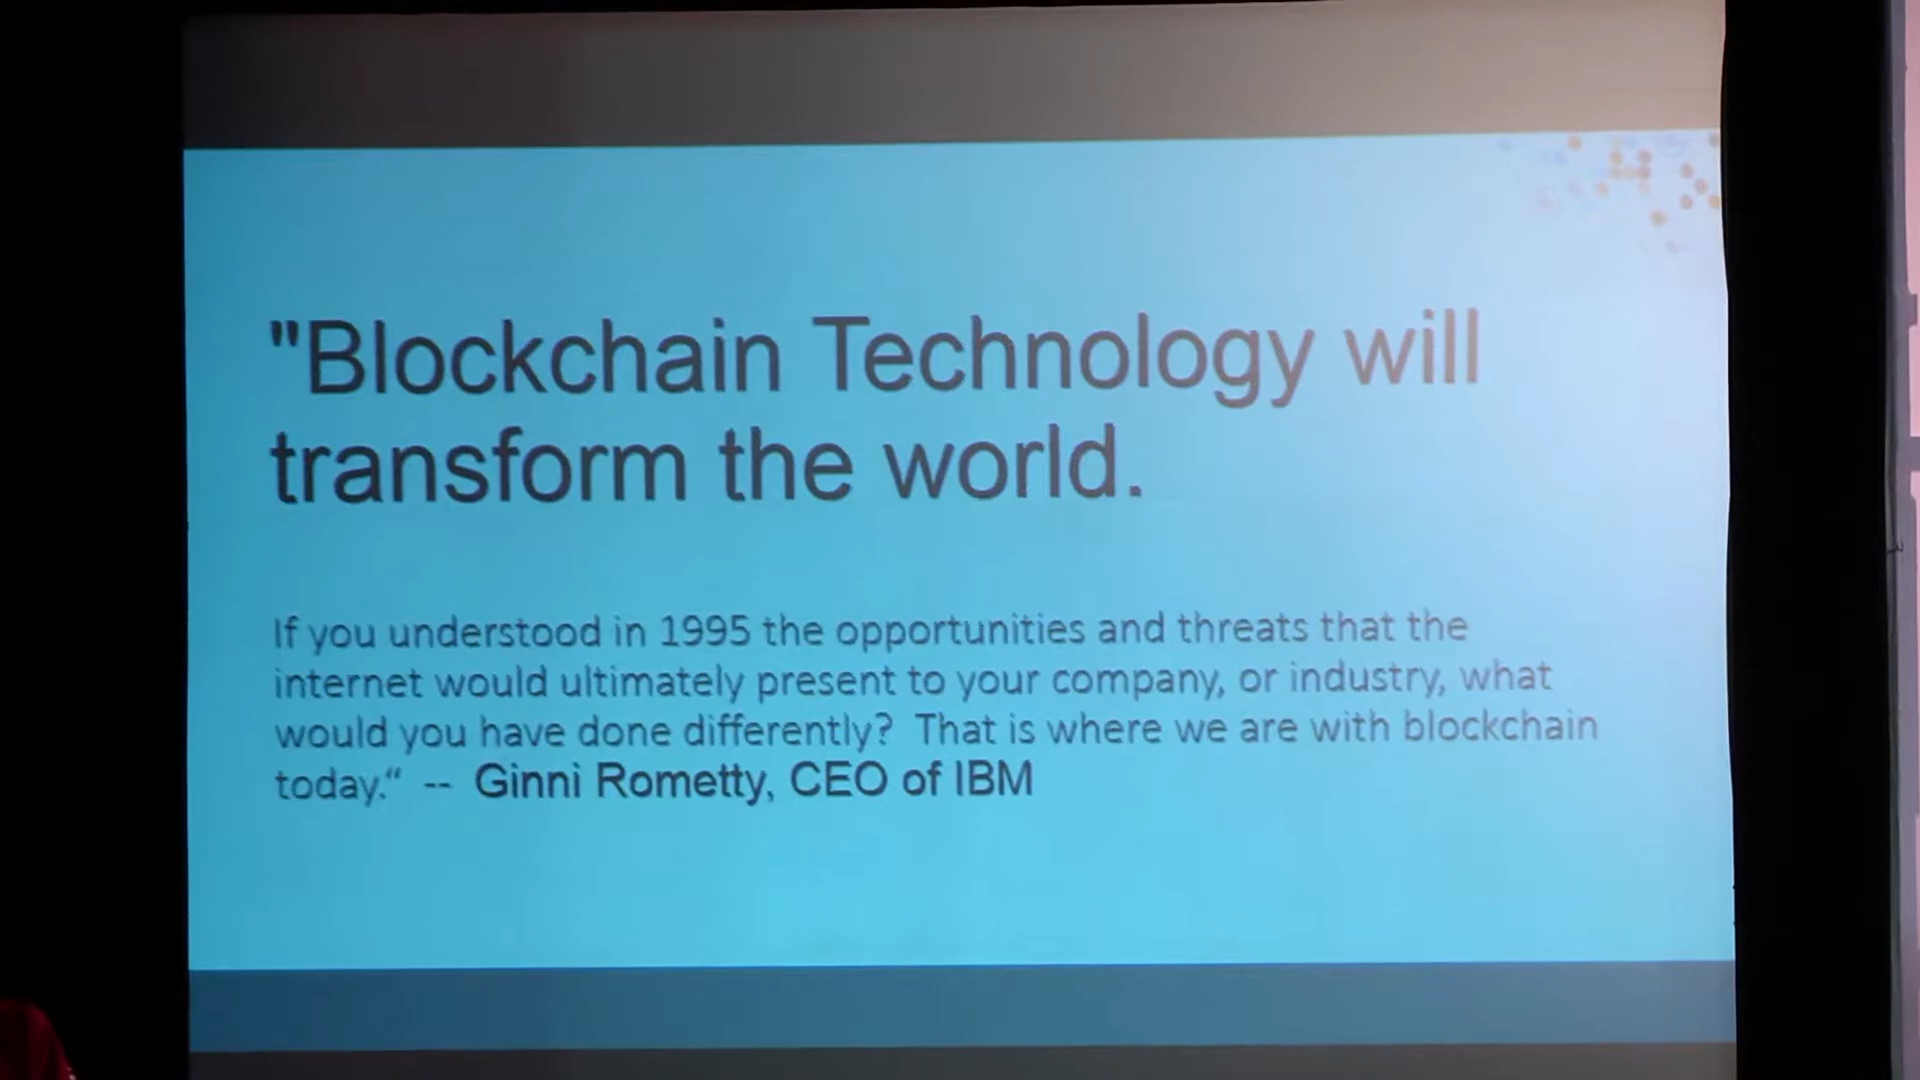 "Blockchain Technology will
transform the world.
If you understood in 1995 the opportunities and threats that the
internet would ultimately present to your company, or industry, what
would you have done differently?  That is where we are with blockchain
today.“  --  Ginni Rometty, CEO of IBM